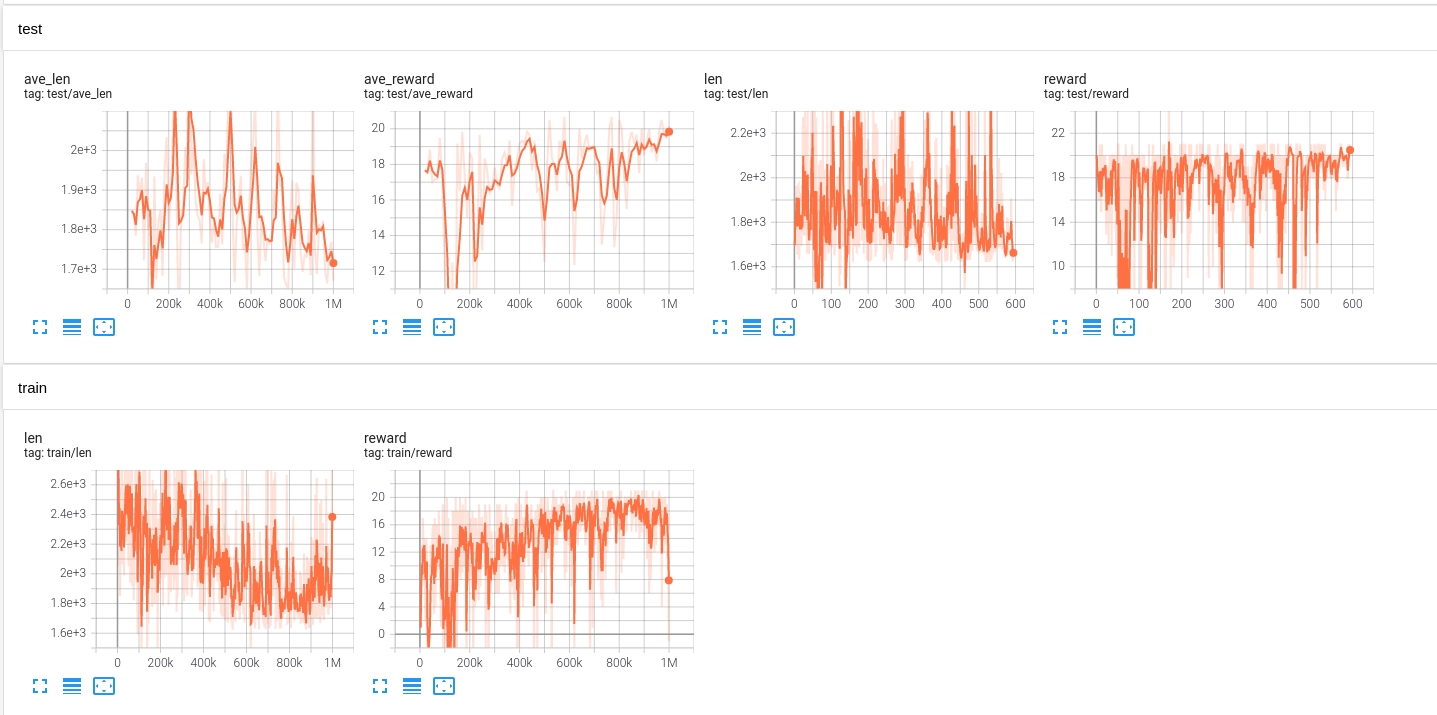 test
ave_len
tag: test/ave_len
2e+3
1.9e+3
1.8e+3
1.7e+3
0 200k 400k 600k 800k 1M
ave_reward
tag: test/ave_reward
20
18
16
14
12
0 200k 400k 600k 800k 1M
len
tag: test/len
2.2e+3
2e+3
1.8e+3
1.6e+3
0 100 200 300 400 500 600
reward
tag: test/reward
22
18
14
10
0 100 200 300 400 500 600
train
len
tag: train/len
2.6e+3
2.4e+3
2.2e+3
2e+3
1.8e+3
1.6e+3
0 200k 400k 600k 800k 1M
reward
tag: train/reward
20
16
12
8
4
0
0 200k 400k 600k 800k 1M